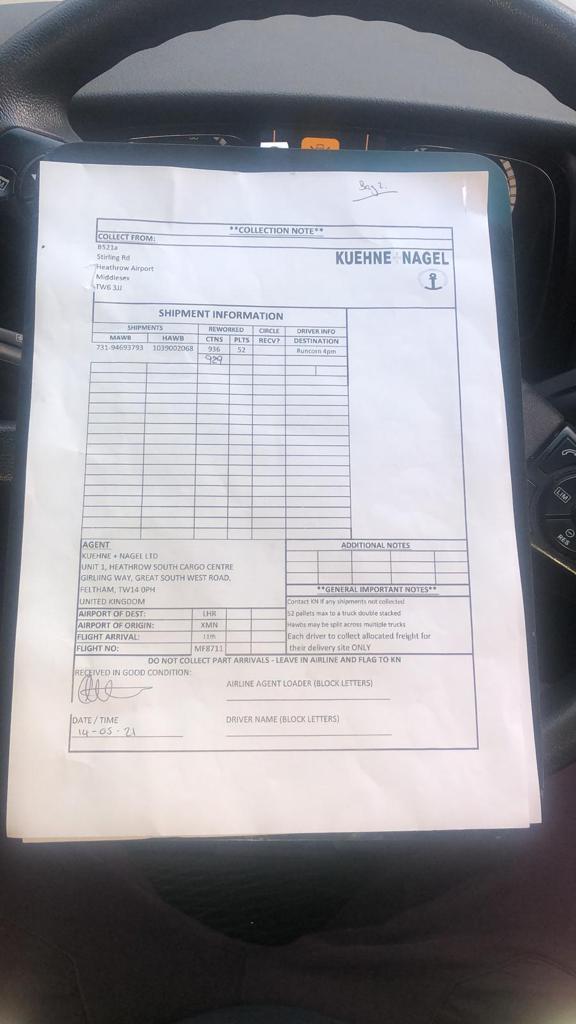 Bay 2.
**COLLECTION NOTE**
COLLECT FROM:
B521a
Stirling Rd
Heathrow Airport
Middlesex
TW6 3JJ
KUEHNE+NAGEL
SHIPMENT INFORMATION
SHIPMENTS REWORKED CIRCLE DRIVER INFO
MAWB HAWB CTNS PLTS RECV? DESTINATION
731-94693793 1039002068 936 52 Runcorn 4pm
929
AGENT
KUEHNE + NAGEL LTD
UNIT 1, HEATHROW SOUTH CARGO CENTRE
GIRLING WAY, GREAT SOUTH WEST ROAD,
FELTHAM, TW14 0PH
UNITED KINGDOM
AIRPORT OF DEST: LHR
AIRPORT OF ORIGIN: XMN
FLIGHT ARRIVAL: 11th
FLIGHT NO: MF8711
ADDITIONAL NOTES
**GENERAL IMPORTANT NOTES**
Contact KN if any shipments not collected
52 pallets max to a truck double stacked
Hawbs may be split across multiple trucks
Each driver to collect allocated freight for
their delivery site ONLY
DO NOT COLLECT PART ARRIVALS - LEAVE IN AIRLINE AND FLAG TO KN
RECEIVED IN GOOD CONDITION:
AIRLINE AGENT LOADER (BLOCK LETTERS)
DATE / TIME
14-05-21
DRIVER NAME (BLOCK LETTERS)
LIM
RES